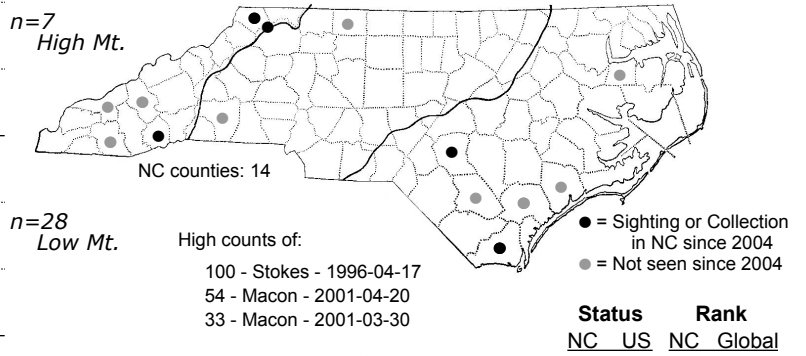 n=7
High Mt.
NC counties: 14
n=28
Low Mt.
High counts of:
100 - Stokes - 1996-04-17
54 - Macon - 2001-04-20
33 - Macon - 2001-03-30
= Sighting or Collection
in NC since 2004
= Not seen since 2004
Status Rank
NC US NC Global